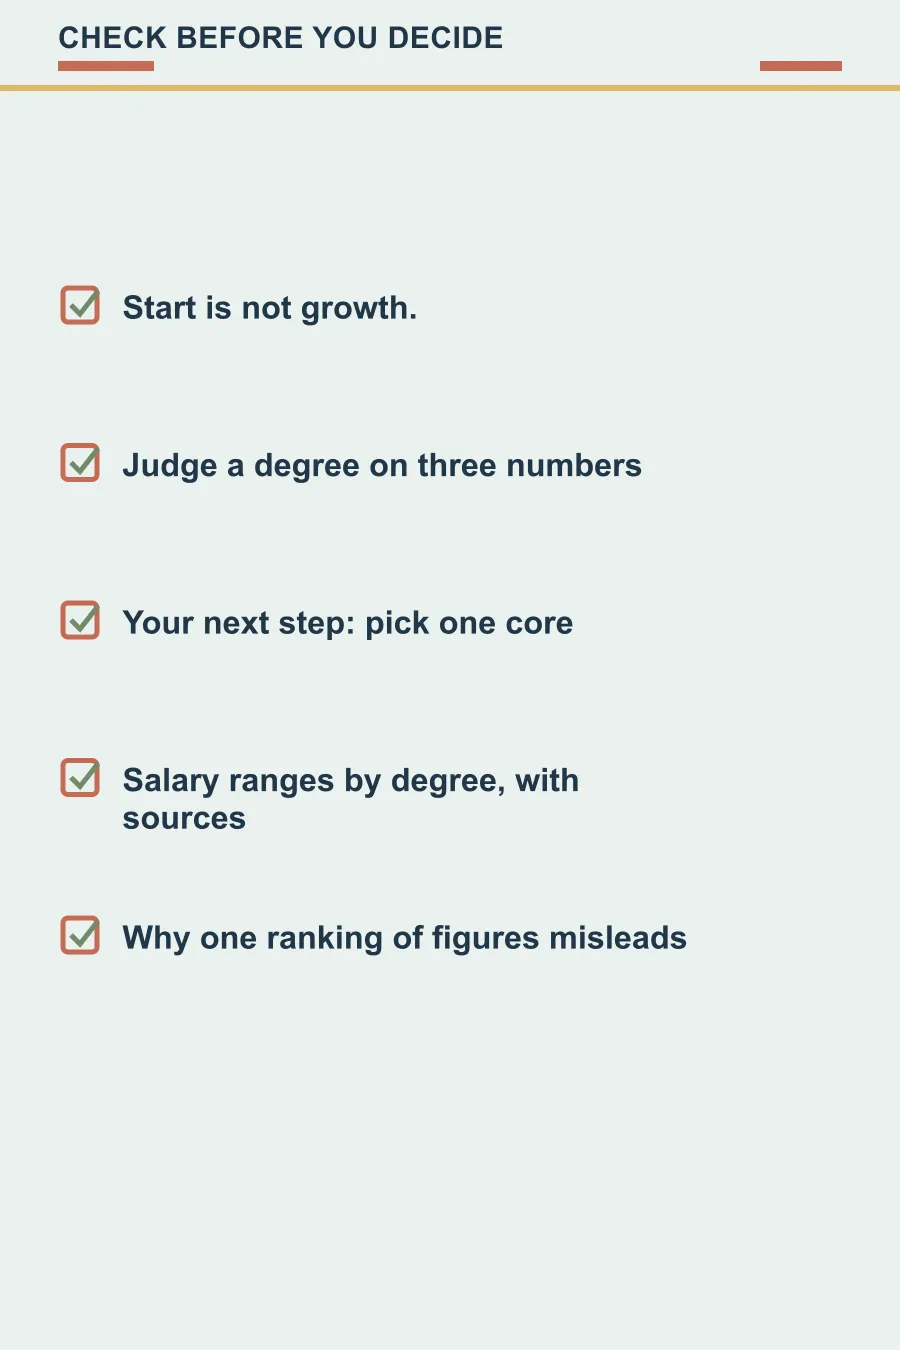 CHECK BEFORE YOU DECIDE
Start is not growth.
Judge a degree on three numbers
Your next step: pick one core
Salary ranges by degree, with
sources
Why one ranking of figures misleads